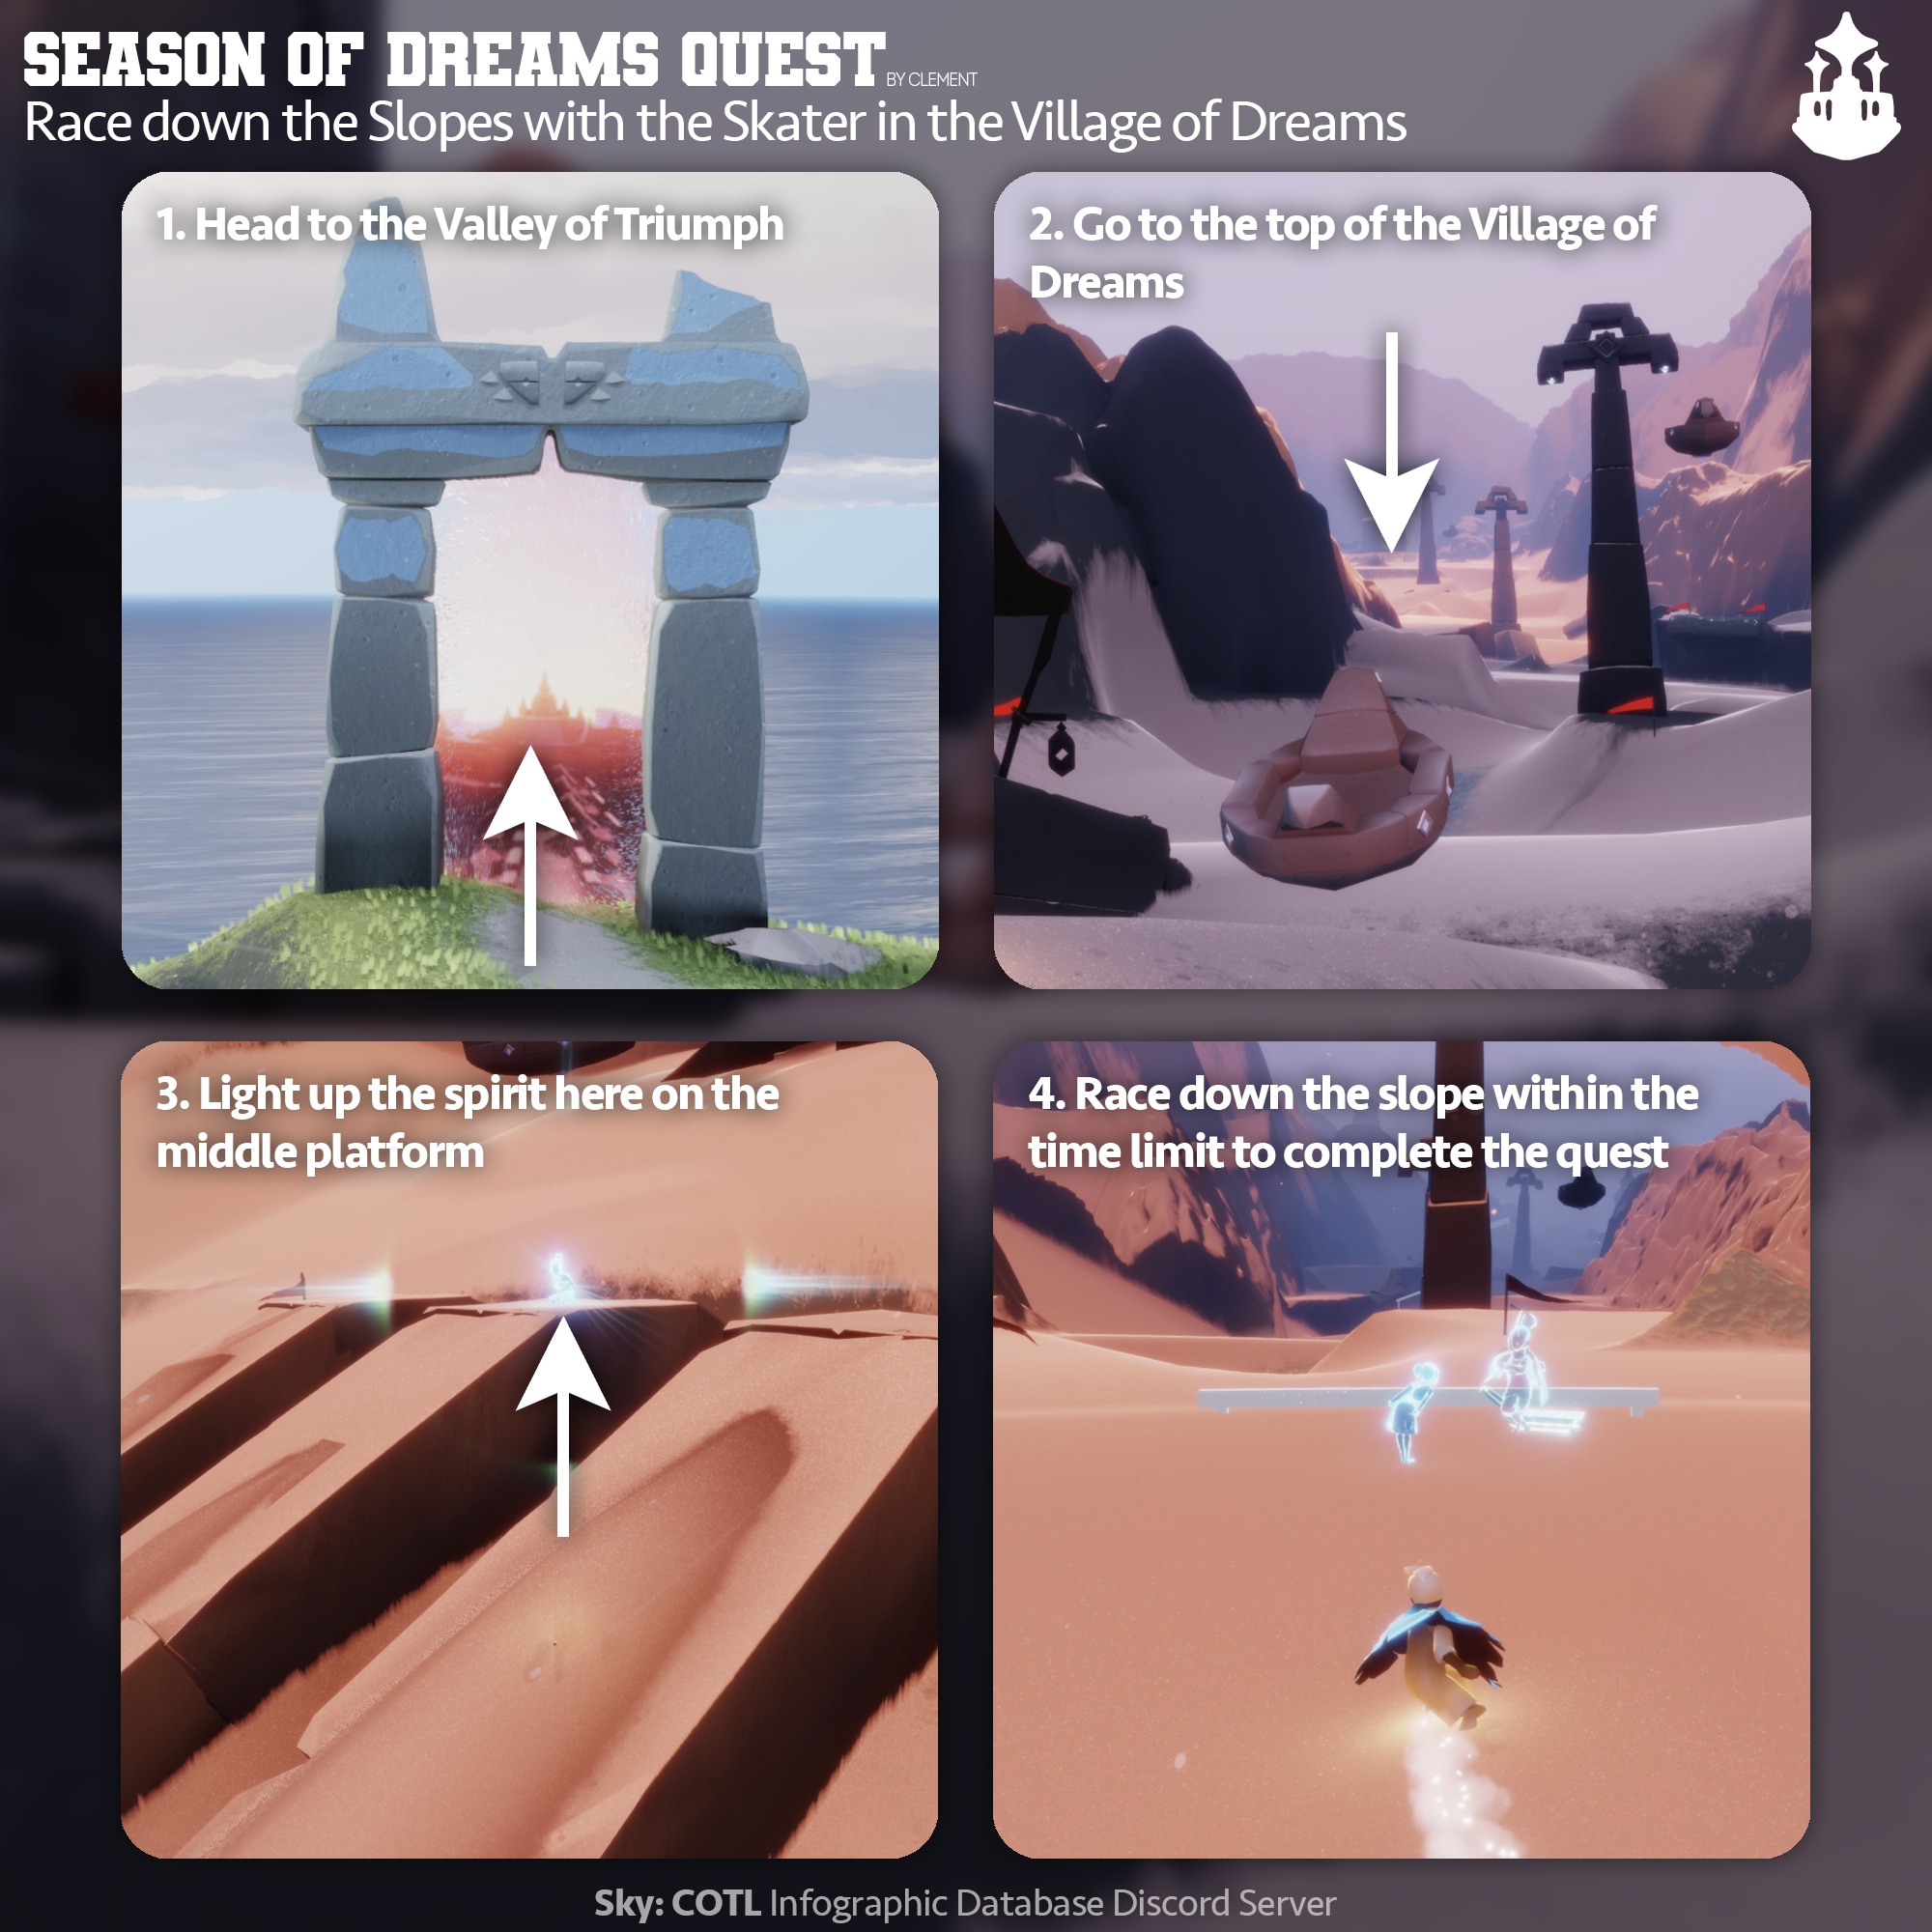 SEASON OF DREAMS QUEST BY CLEMENT
Race down the Slopes with the Skater in the Village of Dreams
1. Head to the Valley of Triumph
2. Go to the top of the Village of
Dreams
3. Light up the spirit here on the
middle platform
4. Race down the slope within the
time limit to complete the quest
Sky: COTL Infographic Database Discord Server